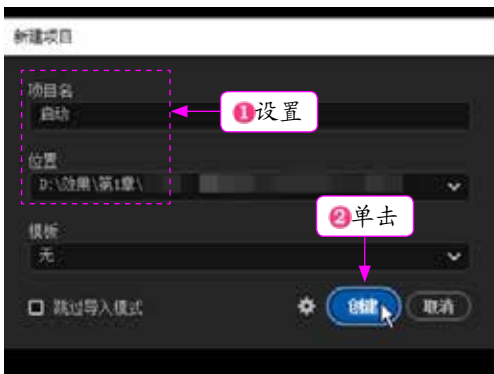 新建项目
项目名
启动
❶设置
位置
D:\效果\第1章\
❷单击
模板
无
跳过导入模式
创建
取消